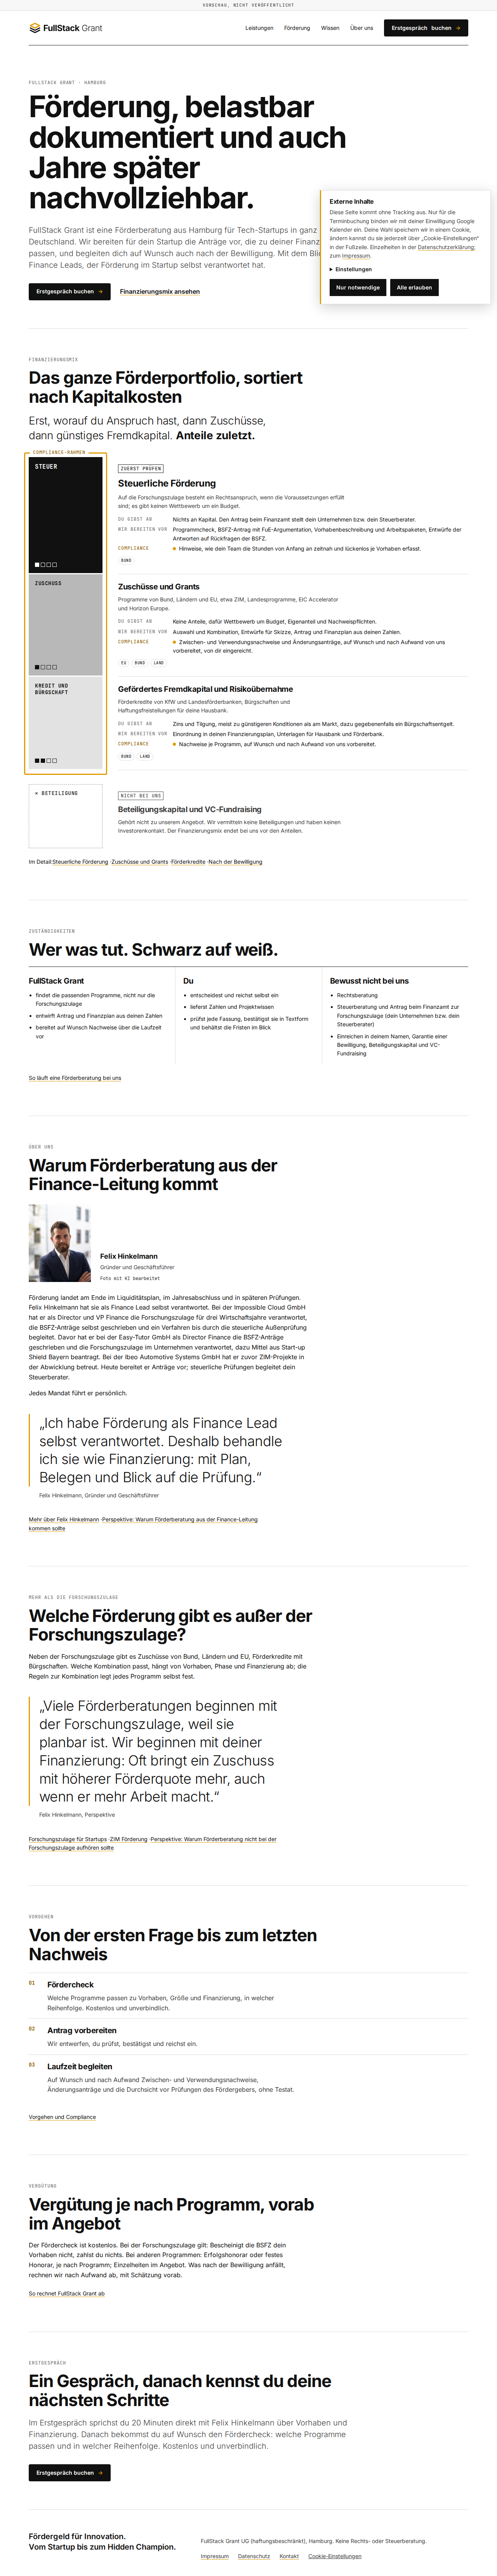 VORSCHAU, NICHT VERÖFFENTLICHT
FullStack Grant
Leistungen
Förderung
Wissen
Über uns
Erstgespräch buchen →
FULLSTACK GRANT · HAMBURG
Förderung, belastbar
dokumentiert und auch
Jahre später
nachvollziehbar.
FullStack Grant ist eine Förderberatung aus Hamburg für Tech-Startups in ganz
Deutschland. Wir bereiten für dein Startup die Anträge vor, die zu deiner
passen, und begleiten dich auf Wunsch auch nach der Bewilligung. Mit dem
Finance Leads, der Förderung im Startup selbst verantwortet hat.
Erstgespräch buchen →
Finanzierungsmix ansehen
Externe Inhalte
Diese Seite kommt ohne Tracking aus. Nur für die
Terminbuchung binden wir mit deiner Einwilligung Google
Kalender ein. Deine Wahl speichern wir in einem Cookie,
ändern kannst du sie jederzeit über „Cookie-Einstellungen“
in der Fußzeile. Einzelheiten in der Datenschutzerklärung;
zum Impressum.
▸ Einstellungen
Nur notwendige
Alle erlauben
FINANZIERUNGSMIX
Das ganze Förderportfolio, sortiert
nach Kapitalkosten
Erst, worauf du Anspruch hast, dann Zuschüsse,
dann günstiges Fremdkapital. Anteile zuletzt.
COMPLIANCE-RAHMEN
STEUER
ZUERST PRÜFEN
Steuerliche Förderung
Auf die Forschungszulage besteht ein Rechtsanspruch, wenn die Voraussetzungen erfüllt
sind; es gibt keinen Wettbewerb um ein Budget.
DU GIBST AB
Nichts an Kapital. Den Antrag beim Finanzamt stellt dein Unternehmen bzw. dein Steuerberater.
WIR BEREITEN VOR
Programmcheck, BSFZ-Antrag mit FuE-Argumentation, Vorhabenbeschreibung und Arbeitspaketen, Entwürfe der
Antworten auf Rückfragen der BSFZ.
COMPLIANCE
Hinweise, wie dein Team die Stunden von Anfang an zeitnah und lückenlos je Vorhaben erfasst.
BUND
ZUSCHUSS
Zuschüsse und Grants
Programme von Bund, Ländern und EU, etwa ZIM, Landesprogramme, EIC Accelerator
und Horizon Europe.
DU GIBST AB
Keine Anteile, dafür Wettbewerb um Budget, Eigenanteil und Nachweispflichten.
WIR BEREITEN VOR
Auswahl und Kombination, Entwürfe für Skizze, Antrag und Finanzplan aus deinen Zahlen.
COMPLIANCE
Zwischen- und Verwendungsnachweise und Änderungsanträge, auf Wunsch und nach Aufwand von uns
vorbereitet, von dir eingereicht.
EU
BUND
LAND
KREDIT UND
BÜRGSCHAFT
Gefördertes Fremdkapital und Risikoübernahme
Förderkredite von KfW und Landesförderbanken, Bürgschaften und
Haftungsfreistellungen für deine Hausbank.
DU GIBST AB
Zins und Tilgung, meist zu günstigeren Konditionen als am Markt, dazu gegebenenfalls ein Bürgschaftsentgelt.
WIR BEREITEN VOR
Einordnung in deinen Finanzierungsplan, Unterlagen für Hausbank und Förderbank.
COMPLIANCE
Nachweise je Programm, auf Wunsch und nach Aufwand von uns vorbereitet.
BUND
LAND
× BETEILIGUNG
NICHT BEI UNS
Beteiligungskapital und VC-Fundraising
Gehört nicht zu unserem Angebot. Wir vermitteln keine Beteiligungen und haben keinen
Investorenkontakt. Der Finanzierungsmix endet bei uns vor den Anteilen.
Im Detail:Steuerliche Förderung ·Zuschüsse und Grants ·Förderkredite ·Nach der Bewilligung
ZUSTÄNDIGKEITEN
Wer was tut. Schwarz auf weiß.
FullStack Grant
findet die passenden Programme, nicht nur die
Forschungszulage
entwirft Antrag und Finanzplan aus deinen Zahlen
bereitet auf Wunsch Nachweise über die Laufzeit
vor
Du
entscheidest und reichst selbst ein
lieferst Zahlen und Projektwissen
prüfst jede Fassung, bestätigst sie in Textform
und behältst die Fristen im Blick
Bewusst nicht bei uns
Rechtsberatung
Steuerberatung und Antrag beim Finanzamt zur
Forschungszulage (dein Unternehmen bzw. dein
Steuerberater)
Einreichen in deinem Namen, Garantie einer
Bewilligung, Beteiligungskapital und VC-
Fundraising
So läuft eine Förderberatung bei uns
ÜBER UNS
Warum Förderberatung aus der
Finance-Leitung kommt
Felix Hinkelmann
Gründer und Geschäftsführer
Foto mit KI bearbeitet
Förderung landet am Ende im Liquiditätsplan, im Jahresabschluss und in späteren Prüfungen.
Felix Hinkelmann hat sie als Finance Lead selbst verantwortet. Bei der Impossible Cloud GmbH
hat er als Director und VP Finance die Forschungszulage für drei Wirtschaftsjahre verantwortet,
die BSFZ-Anträge selbst geschrieben und ein Verfahren bis durch die steuerliche Außenprüfung
begleitet. Davor hat er bei der Easy-Tutor GmbH als Director Finance die BSFZ-Anträge
geschrieben und die Forschungszulage im Unternehmen verantwortet, dazu Mittel aus Start-up
Shield Bayern beantragt. Bei der Ibeo Automotive Systems GmbH hat er zuvor ZIM-Projekte in
der Abwicklung betreut. Heute bereitet er Anträge vor; steuerliche Prüfungen begleitet dein
Steuerberater.
Jedes Mandat führt er persönlich.
„Ich habe Förderung als Finance Lead
selbst verantwortet. Deshalb behandle
ich sie wie Finanzierung: mit Plan,
Belegen und Blick auf die Prüfung.“
Felix Hinkelmann, Gründer und Geschäftsführer
Mehr über Felix Hinkelmann ·Perspektive: Warum Förderberatung aus der Finance-Leitung
kommen sollte
MEHR ALS DIE FORSCHUNGSZULAGE
Welche Förderung gibt es außer der
Forschungszulage?
Neben der Forschungszulage gibt es Zuschüsse von Bund, Ländern und EU, Förderkredite mit
Bürgschaften. Welche Kombination passt, hängt von Vorhaben, Phase und Finanzierung ab; die
Regeln zur Kombination legt jedes Programm selbst fest.
„Viele Förderberatungen beginnen mit
der Forschungszulage, weil sie
planbar ist. Wir beginnen mit deiner
Finanzierung: Oft bringt ein Zuschuss
mit höherer Förderquote mehr, auch
wenn er mehr Arbeit macht.“
Felix Hinkelmann, Perspektive
Forschungszulage für Startups ·ZIM Förderung ·Perspektive: Warum Förderberatung nicht bei der
Forschungszulage aufhören sollte
VORGEHEN
Von der ersten Frage bis zum letzten
Nachweis
01
Fördercheck
Welche Programme passen zu Vorhaben, Größe und Finanzierung, in welcher
Reihenfolge. Kostenlos und unverbindlich.
02
Antrag vorbereiten
Wir entwerfen, du prüfst, bestätigst und reichst ein.
03
Laufzeit begleiten
Auf Wunsch und nach Aufwand Zwischen- und Verwendungsnachweise,
Änderungsanträge und die Durchsicht vor Prüfungen des Fördergebers, ohne Testat.
Vorgehen und Compliance
VERGÜTUNG
Vergütung je nach Programm, vorab
im Angebot
Der Fördercheck ist kostenlos. Bei der Forschungszulage gilt: Bescheinigt die BSFZ dein
Vorhaben nicht, zahlst du nichts. Bei anderen Programmen: Erfolgshonorar oder festes
Honorar, je nach Programm; Einzelheiten im Angebot. Was nach der Bewilligung anfällt,
rechnen wir nach Aufwand ab, mit Schätzung vorab.
So rechnet FullStack Grant ab
ERSTGESPRÄCH
Ein Gespräch, danach kennst du deine
nächsten Schritte
Im Erstgespräch sprichst du 20 Minuten direkt mit Felix Hinkelmann über Vorhaben und
Finanzierung. Danach bekommst du auf Wunsch den Fördercheck: welche Programme
passen und in welcher Reihenfolge. Kostenlos und unverbindlich.
Erstgespräch buchen →
Fördergeld für Innovation.
Vom Startup bis zum Hidden Champion.
FullStack Grant UG (haftungsbeschränkt), Hamburg. Keine Rechts- oder Steuerberatung.
Impressum
Datenschutz
Kontakt
Cookie-Einstellungen